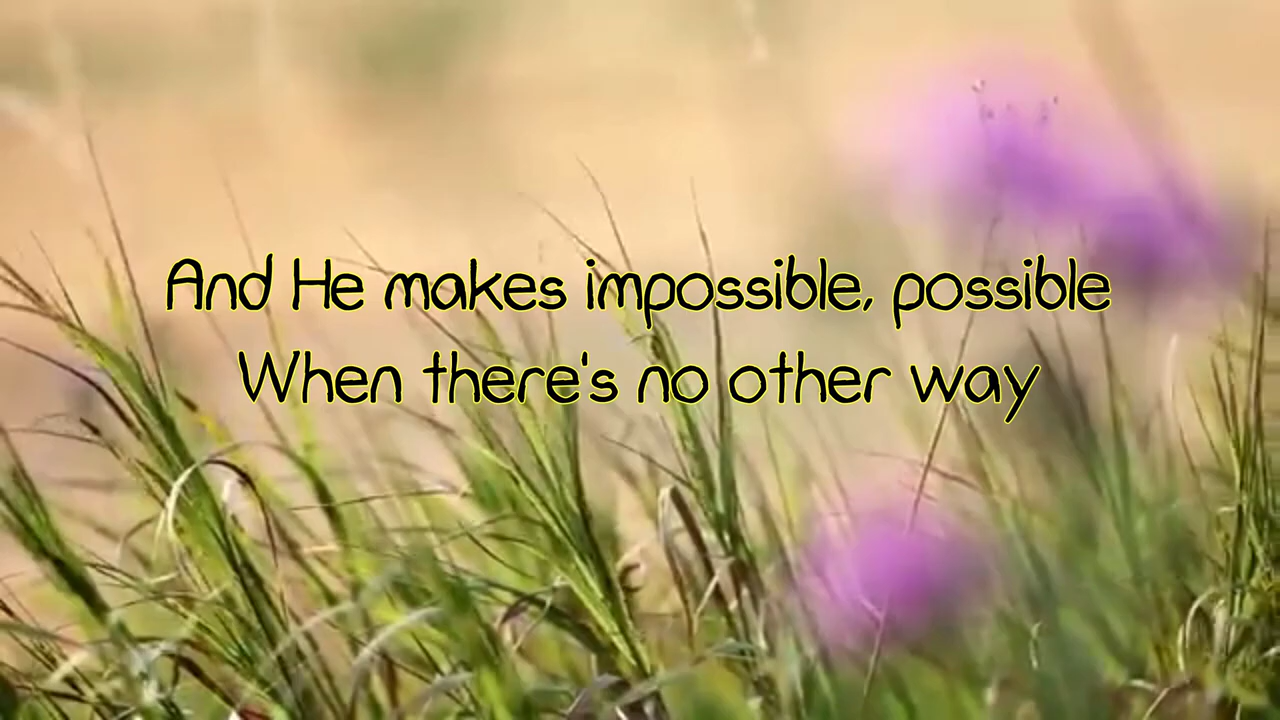 And He makes impossible, possible
When there's no other way